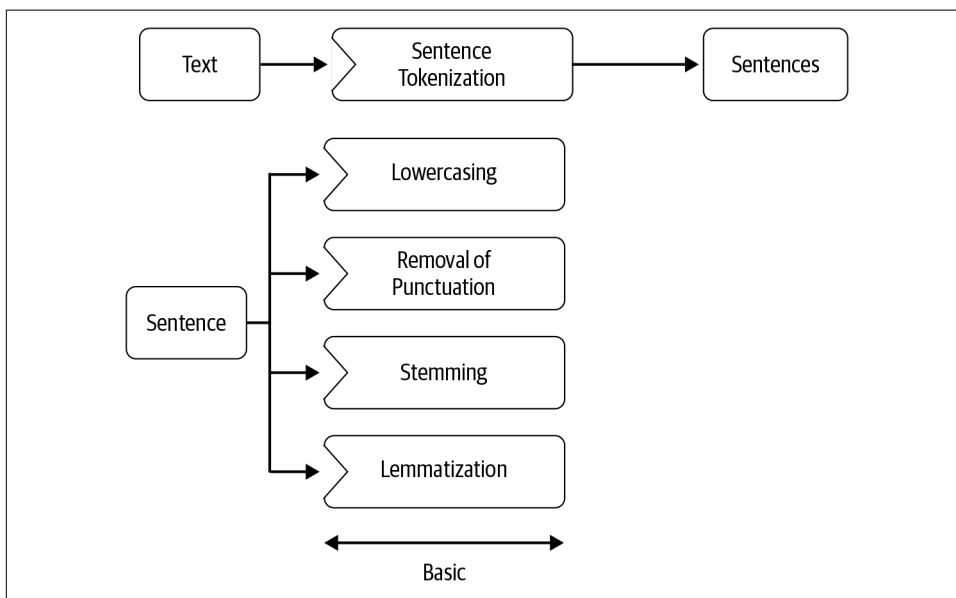 Text
Sentence
Tokenization
Sentences
Lowercasing
Removal of
Punctuation
Sentence
Stemming
Lemmatization
Basic